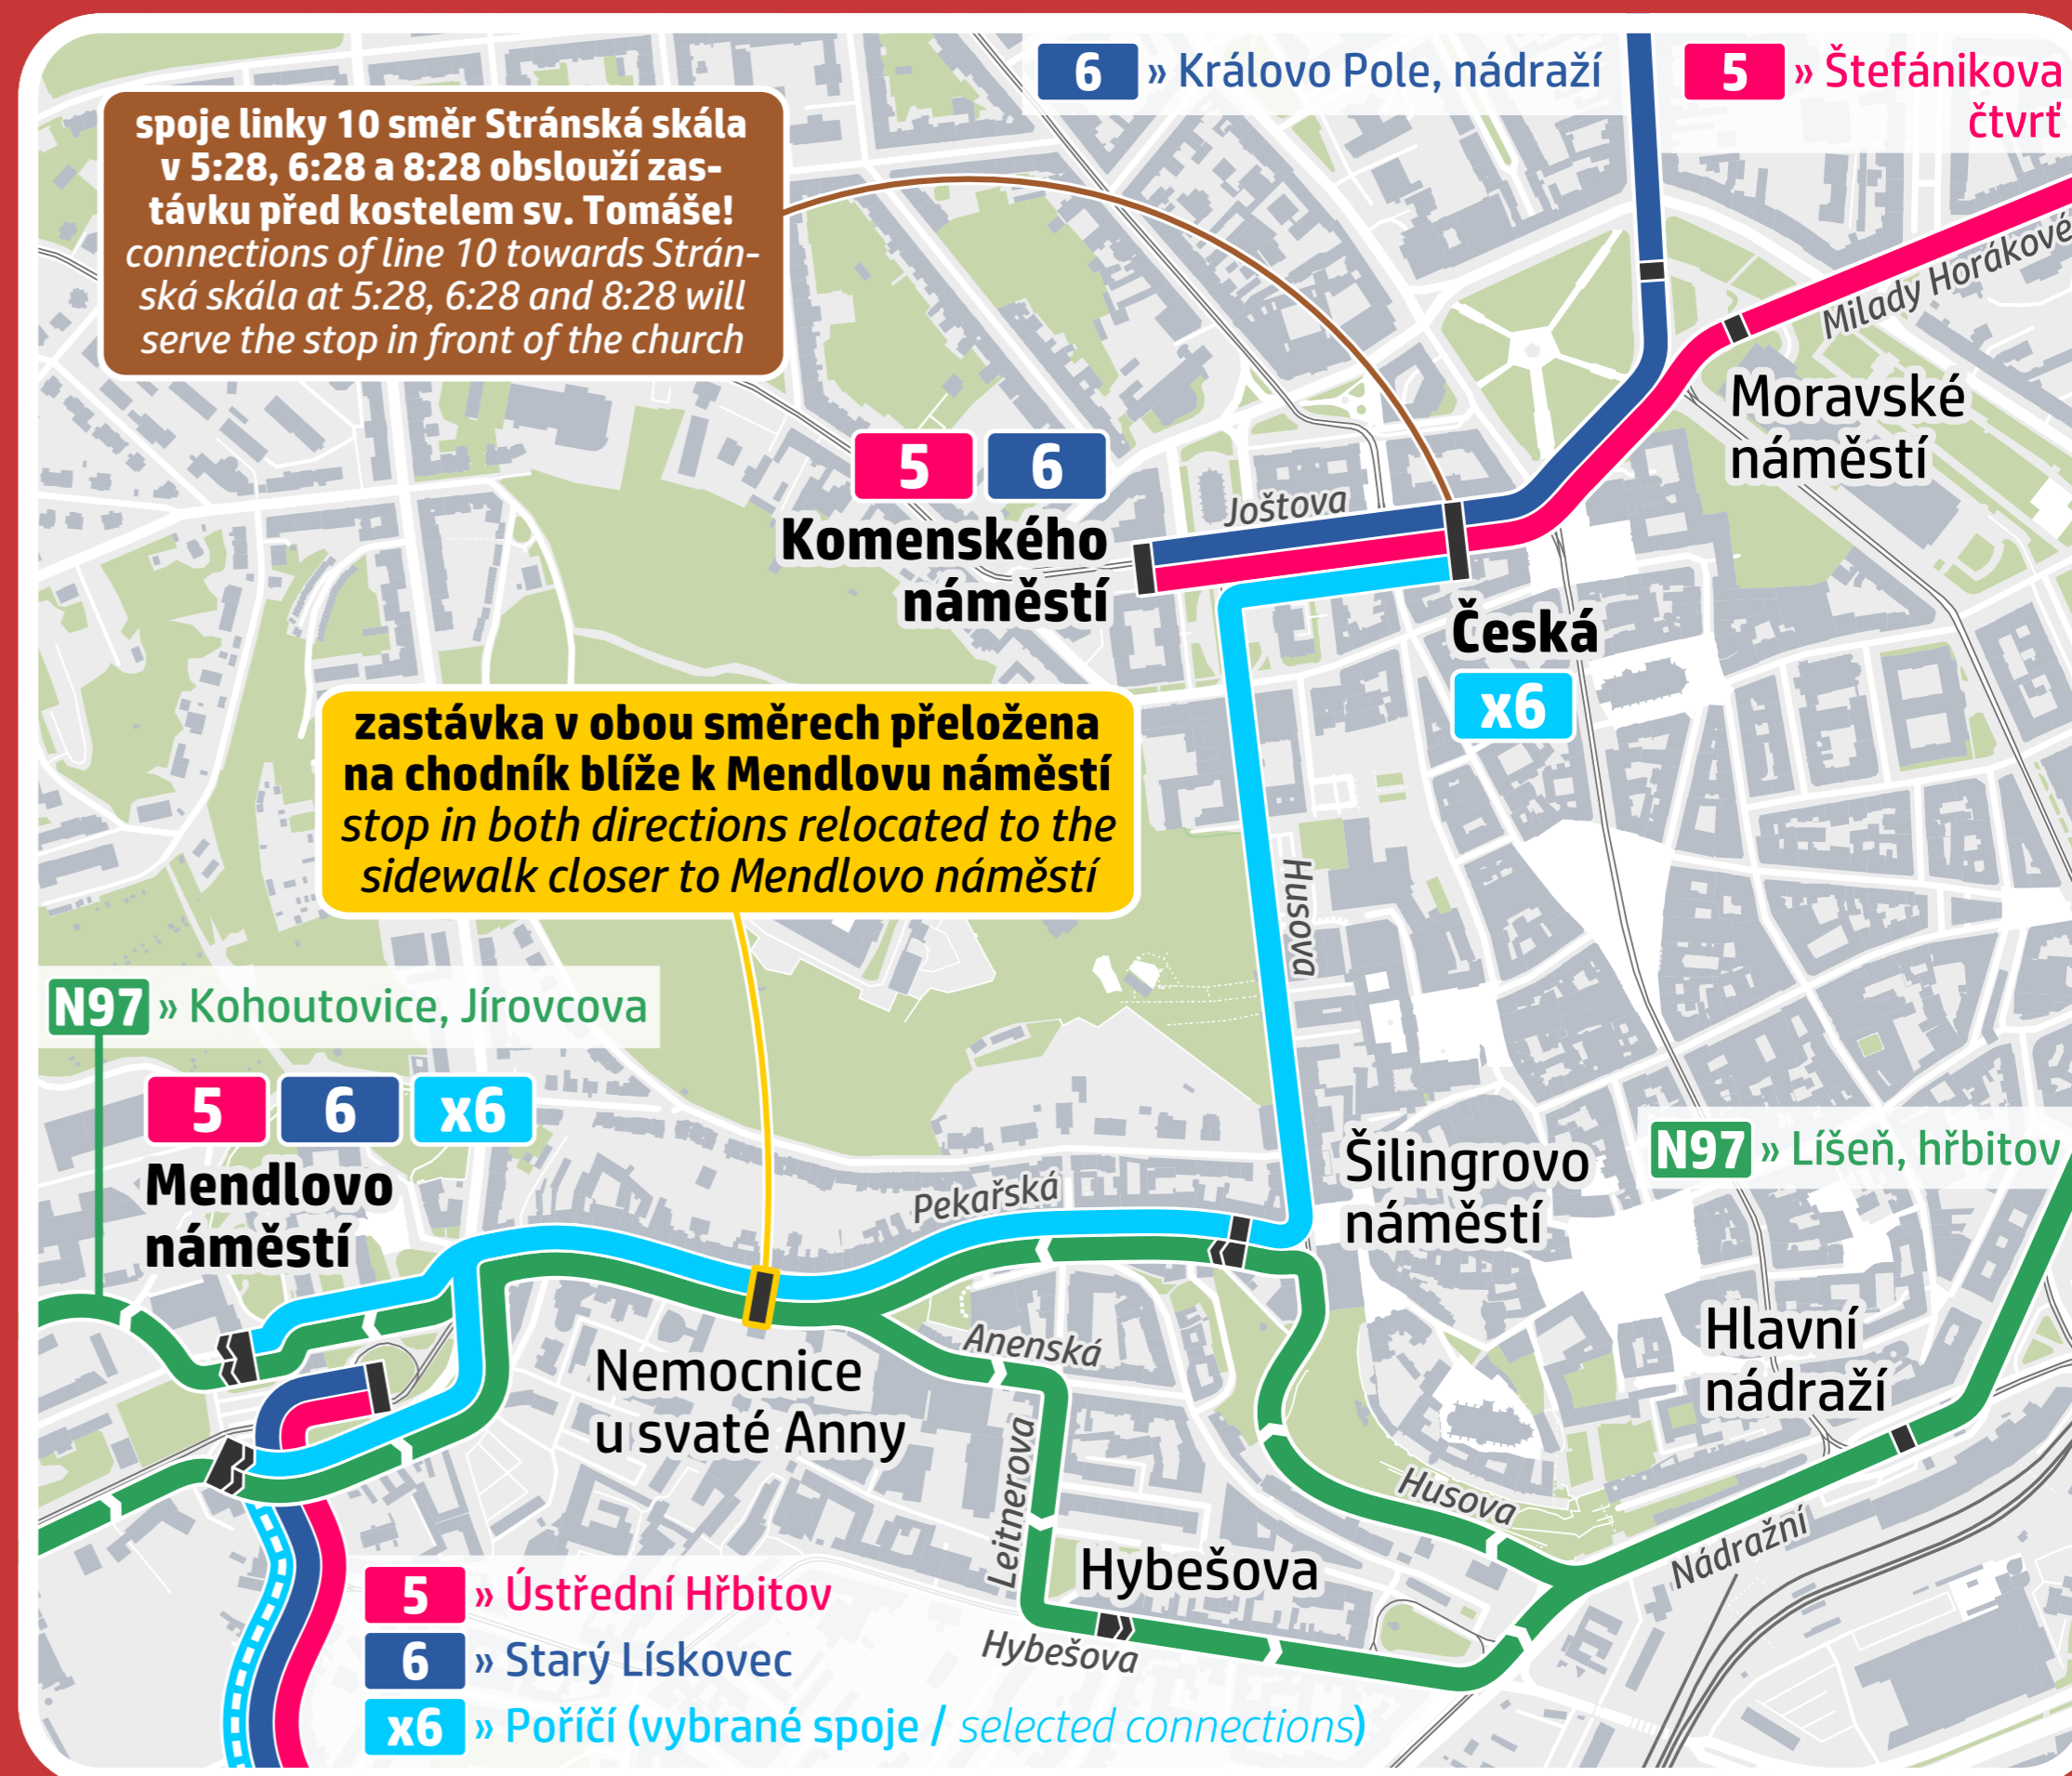 6 » Královo Pole, nádraží
5 » Štefánikova
čtvrť
spoje linky 10 směr Stránská skála
v 5:28, 6:28 a 8:28 obslouží zas-
távku před kostelem sv. Tomáše!
connections of line 10 towards Strán-
ská skála at 5:28, 6:28 and 8:28 will
serve the stop in front of the church
Milady Horákové
Moravské
náměstí
5 6
Komenského
náměstí
Joštova
Česká
x6
zastávka v obou směrech přeložena
na chodník blíže k Mendlovu náměstí
stop in both directions relocated to the
sidewalk closer to Mendlovo náměstí
Husova
N97 » Kohoutovice, Jírovcova
5 6 x6
Mendlovo
náměstí
Pekařská
Šilingrovo
náměstí
N97 » Líšeň, hřbitov
Nemocnice
u svaté Anny
Anenská
Hlavní
nádraží
Leitnerova
Husova
Nádražní
Hybešova
Hybešova
5 » Ústřední Hřbitov
6 » Starý Lískovec
x6 » Poříčí (vybrané spoje / selected connections)